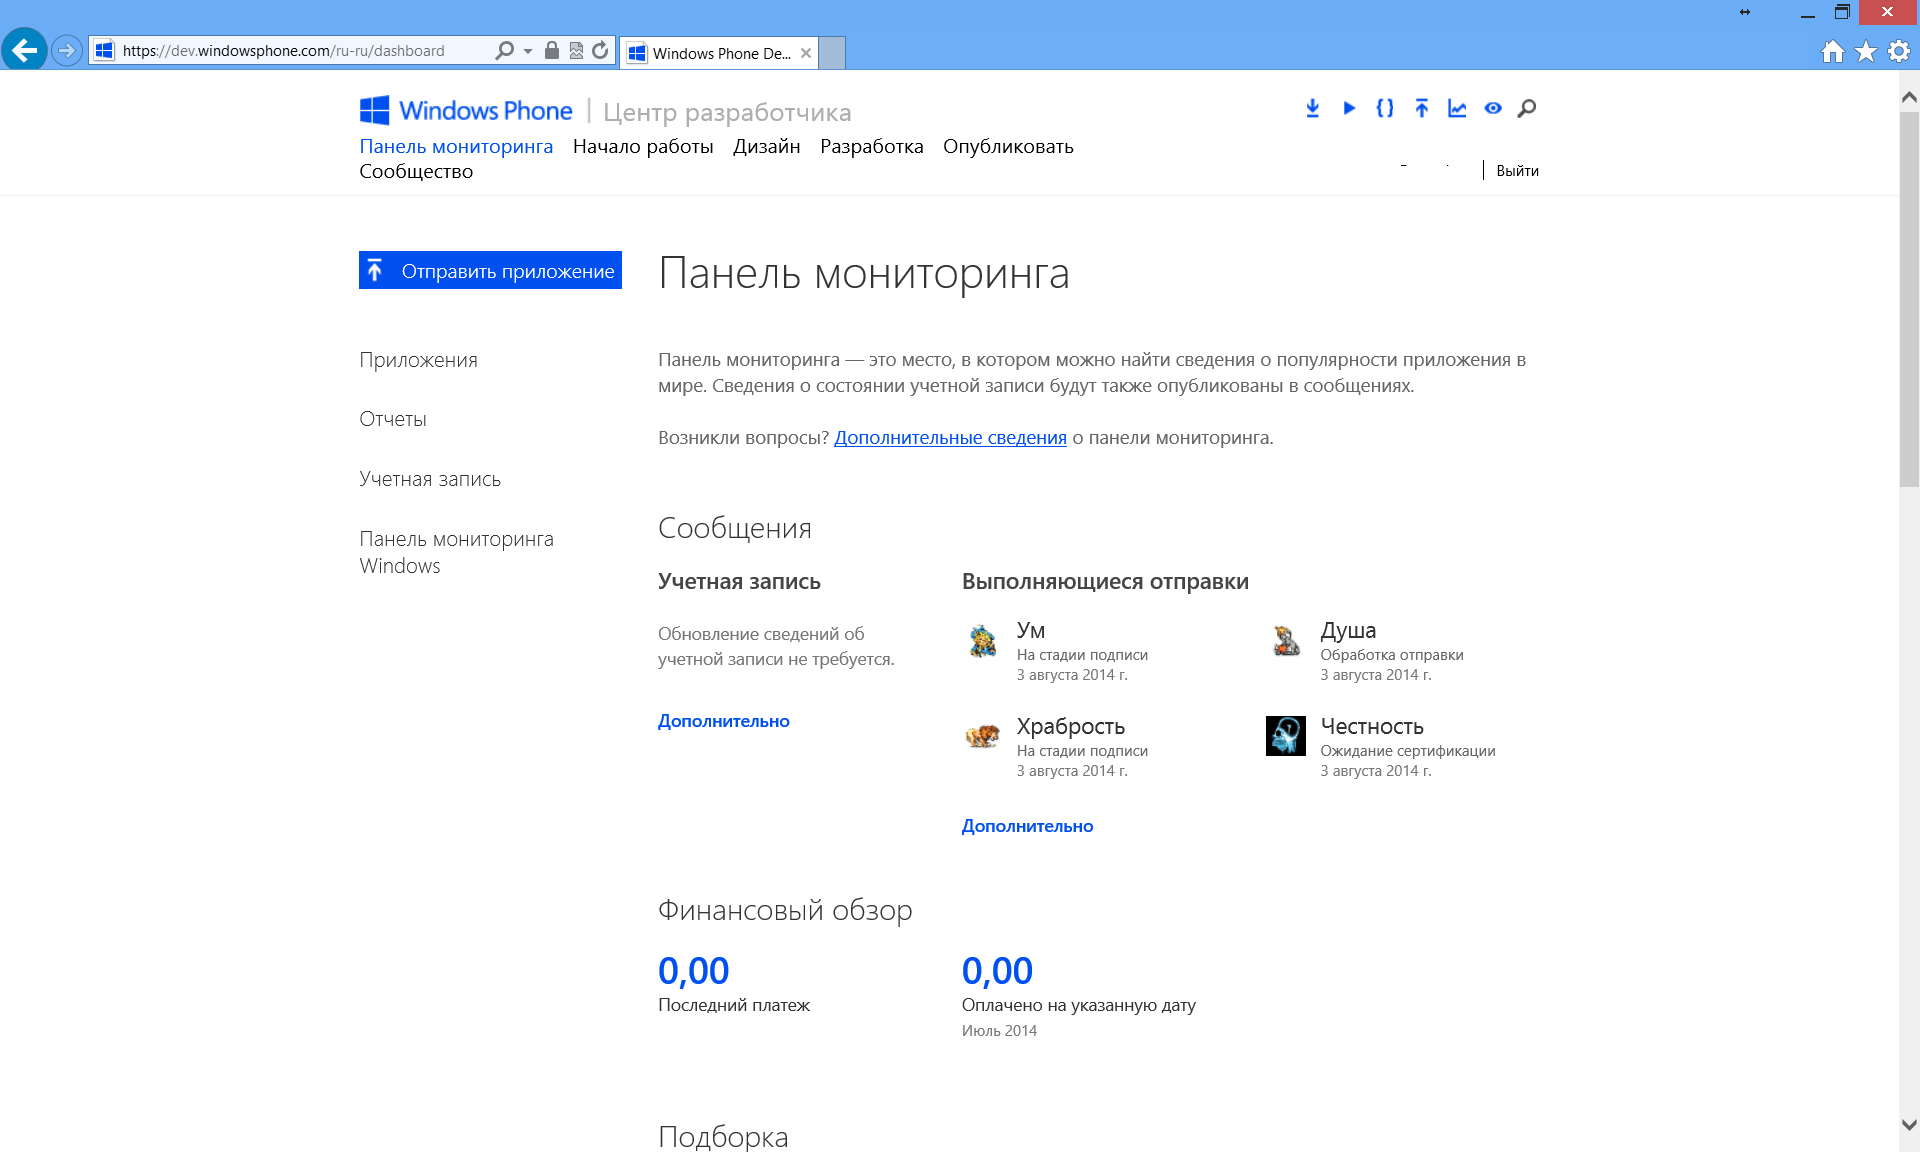 https://dev.windowsphone.com/ru-ru/dashboard
Windows Phone De...
Windows Phone | Центр разработчика
Панель мониторинга Начало работы Дизайн Разработка Опубликовать
Сообщество
Выйти
Отправить приложение
Панель мониторинга
Приложения
Отчеты
Учетная запись
Панель мониторинга
Windows
Панель мониторинга — это место, в котором можно найти сведения о популярности приложения в
мире. Сведения о состоянии учетной записи будут также опубликованы в сообщениях.
Возникли вопросы? Дополнительные сведения о панели мониторинга.
Сообщения
Учетная запись
Обновление сведений об
учетной записи не требуется.
Дополнительно
Выполняющиеся отправки
Ум
На стадии подписи
3 августа 2014 г.
Душа
Обработка отправки
3 августа 2014 г.
Храбрость
На стадии подписи
3 августа 2014 г.
Честность
Ожидание сертификации
3 августа 2014 г.
Дополнительно
Финансовый обзор
0,00
Последний платеж
0,00
Оплачено на указанную дату
Июль 2014
Подборка